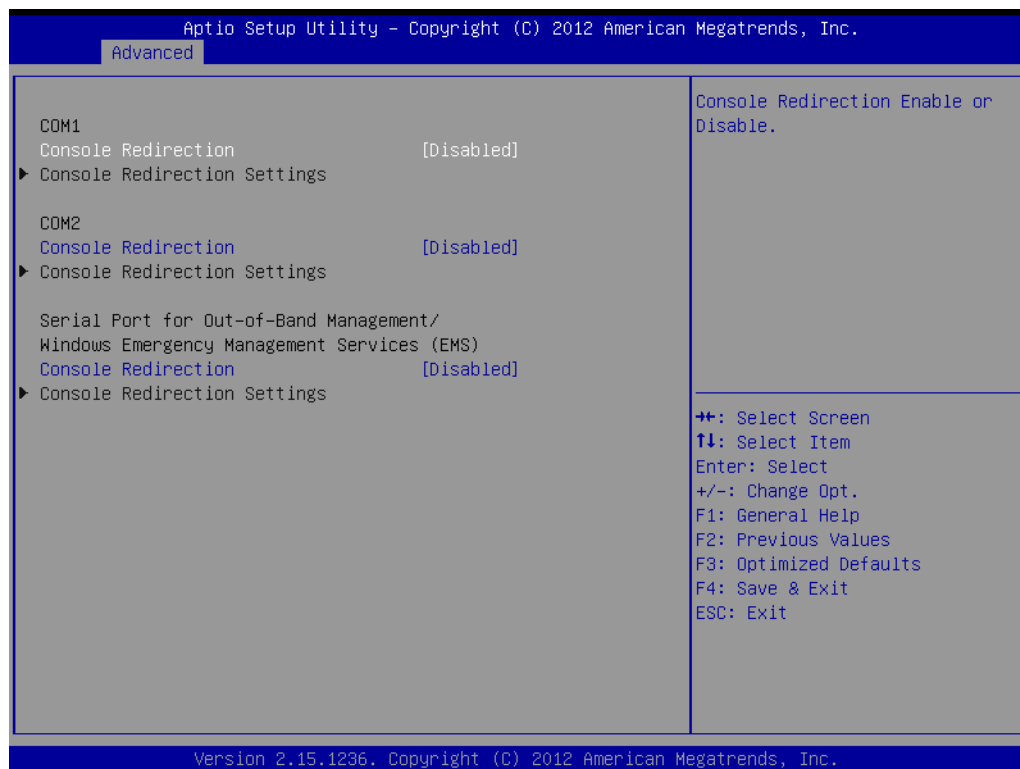 Aptio Setup Utility – Copyright (C) 2012 American Megatrends, Inc.
Advanced
COM1
Console Redirection [Disabled]
▶ Console Redirection Settings
COM2
Console Redirection [Disabled]
▶ Console Redirection Settings
Serial Port for Out-of-Band Management/
Windows Emergency Management Services (EMS)
Console Redirection [Disabled]
▶ Console Redirection Settings
Console Redirection Enable or
Disable.
→←: Select Screen
↑↓: Select Item
Enter: Select
+/-: Change Opt.
F1: General Help
F2: Previous Values
F3: Optimized Defaults
F4: Save & Exit
ESC: Exit
Version 2.15.1236. Copyright (C) 2012 American Megatrends, Inc.